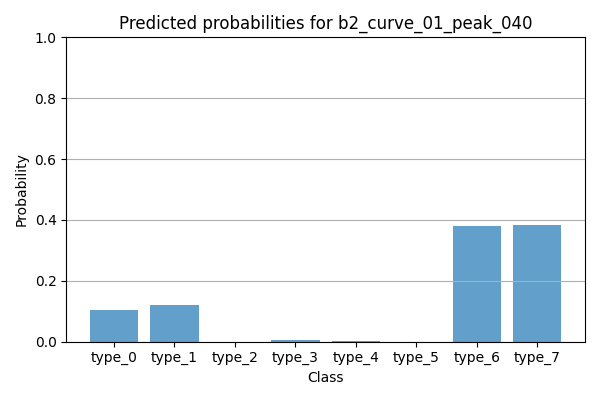 Predicted probabilities for b2_curve_01_peak_040
1.0
0.8
0.6
0.4
0.2
0.0
Probability
type_0 type_1 type_2 type_3 type_4 type_5 type_6 type_7
Class